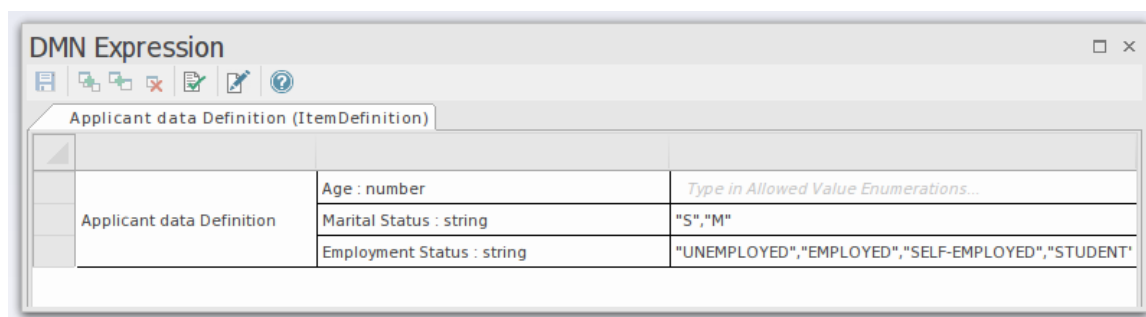 DMN Expression
Applicant data Definition (ItemDefinition)
Age : number
Type in Allowed Value Enumerations...
Applicant data Definition
Marital Status : string
"S","M"
Employment Status : string
"UNEMPLOYED","EMPLOYED","SELF-EMPLOYED","STUDENT"